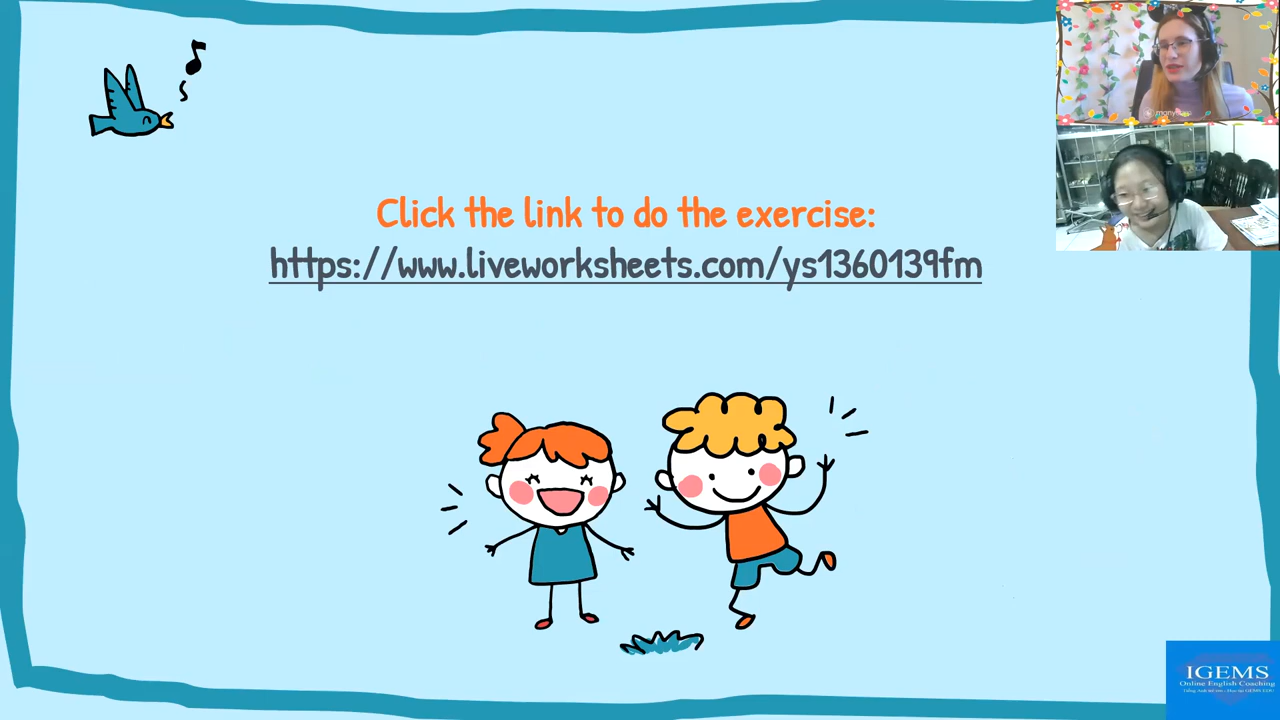 Click the link to do the exercise:
https://www.liveworksheets.com/ys1360139fm
IGEMS
Online English Coaching